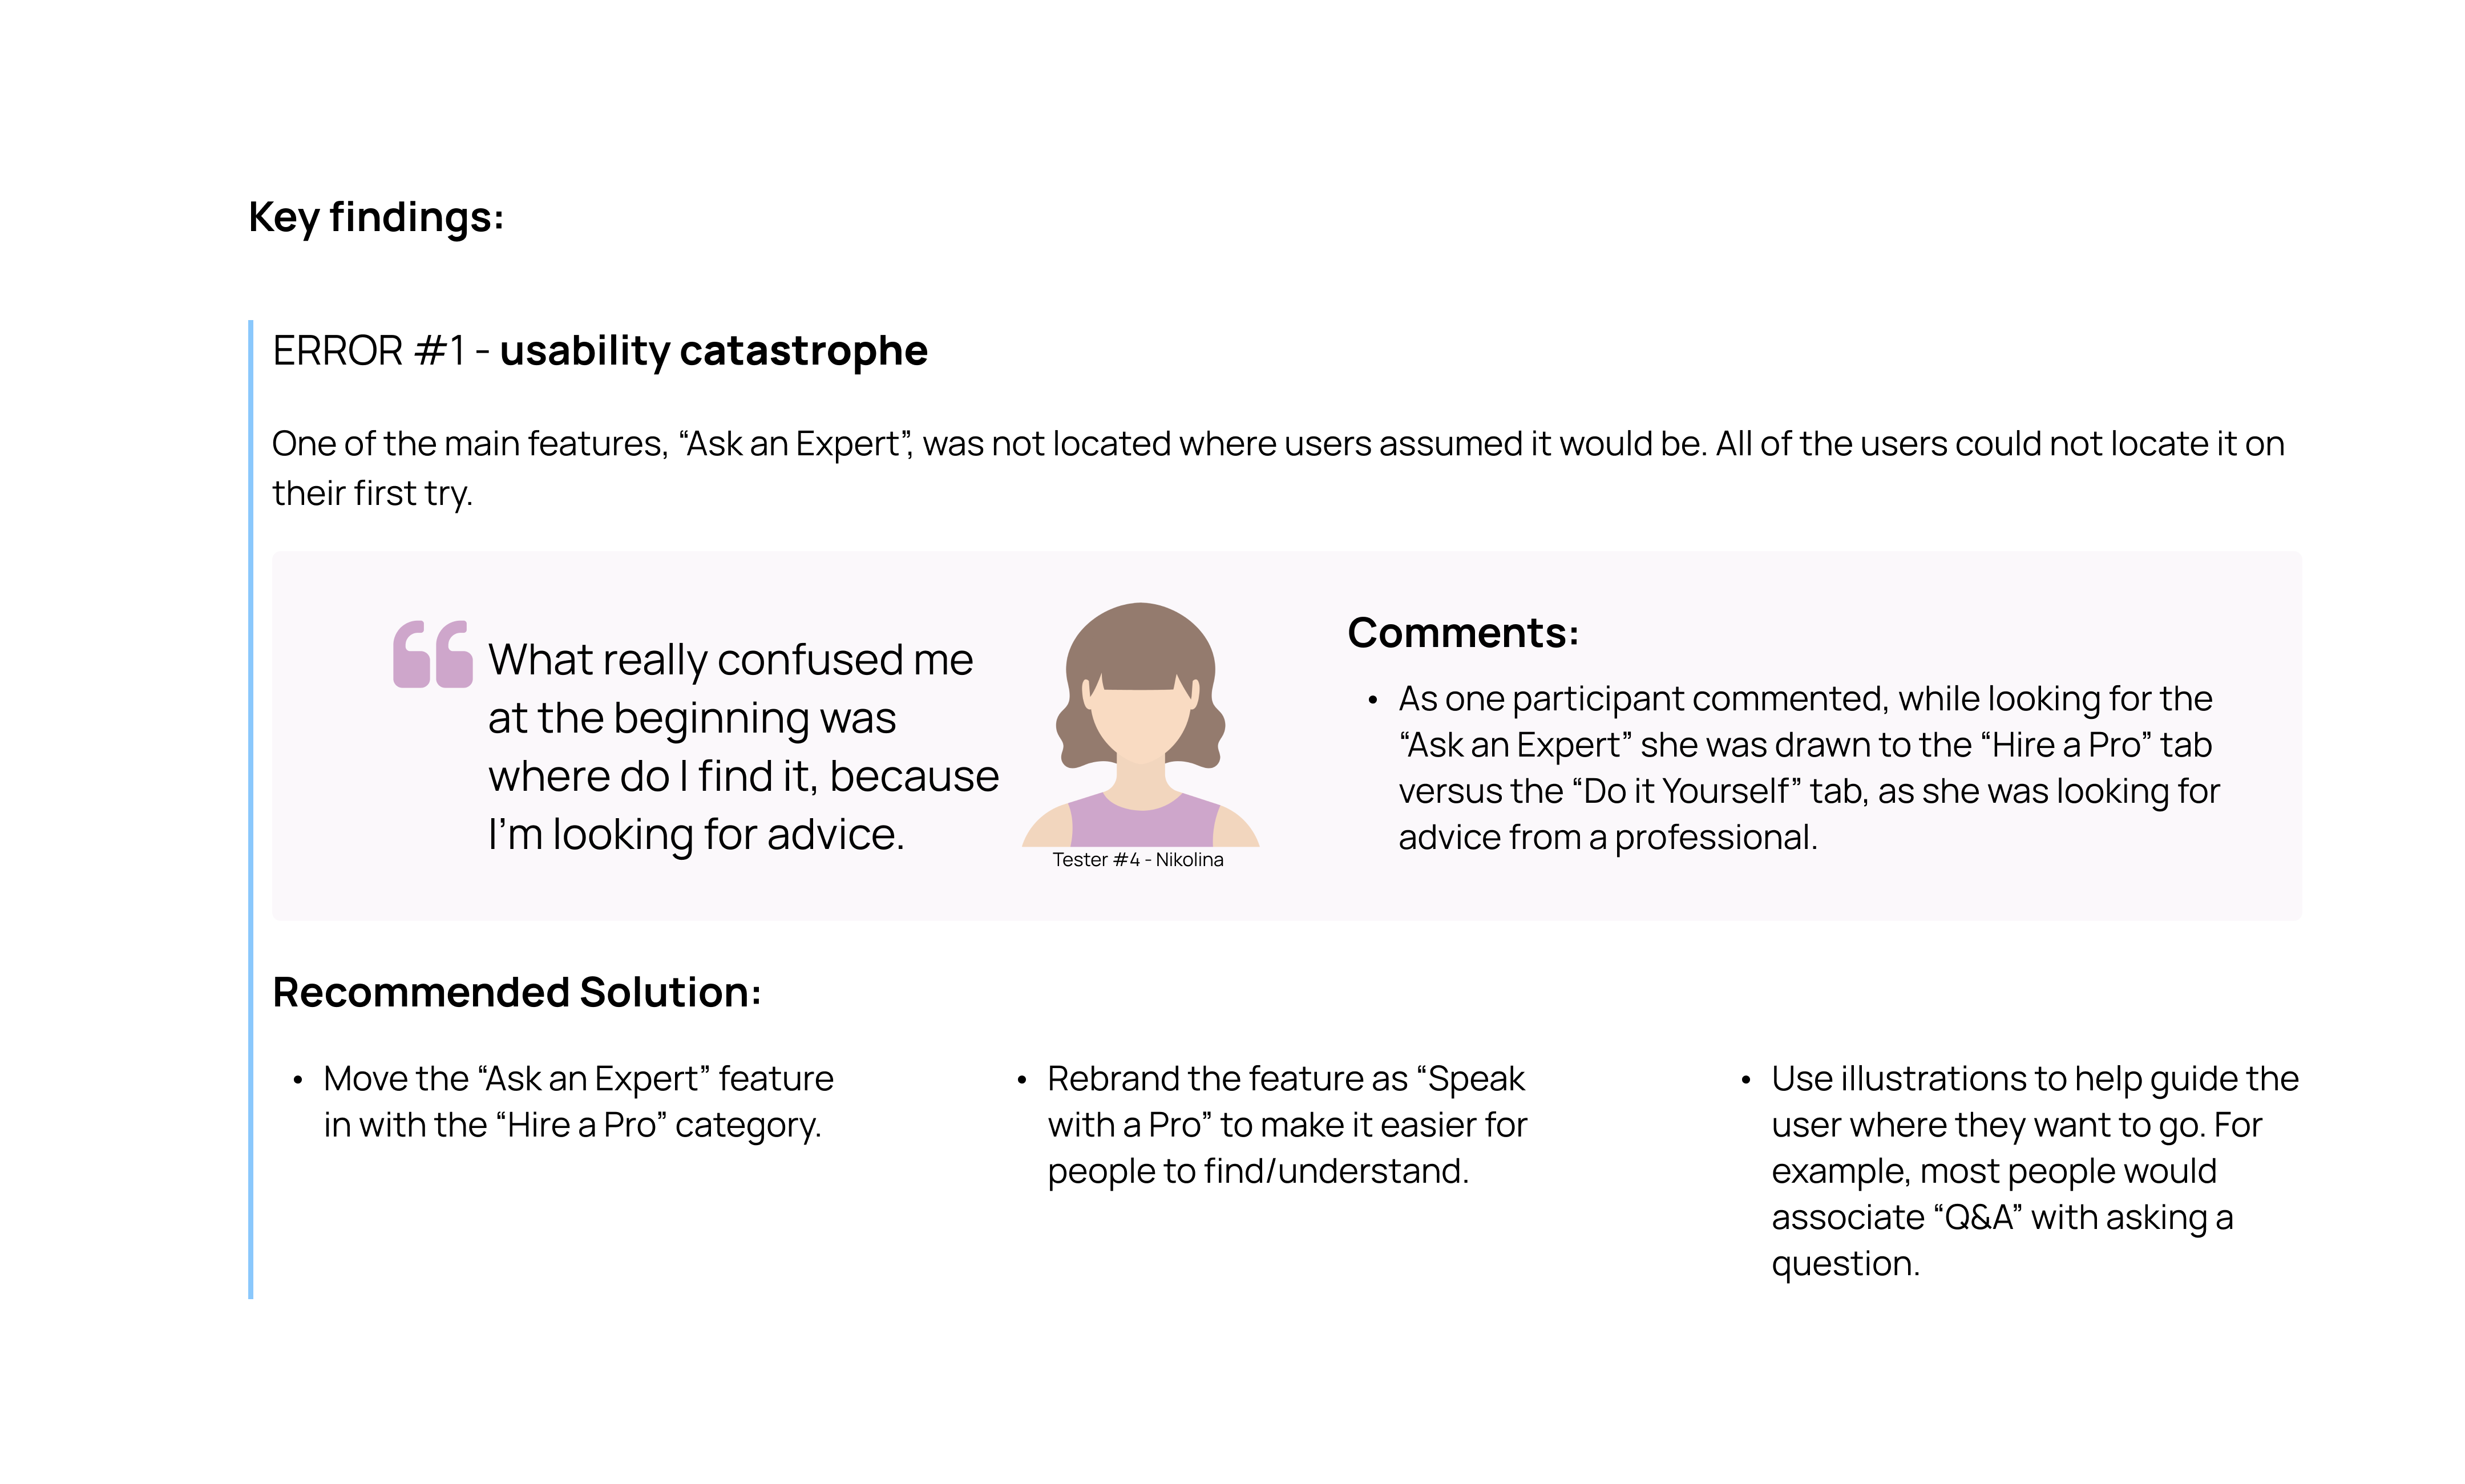 Key findings:
ERROR #1 - usability catastrophe
One of the main features, “Ask an Expert”, was not located where users assumed it would be. All of the users could not locate it on
their first try.
What really confused me
at the beginning was
where do I find it, because
I’m looking for advice.
Tester #4 - Nikolina
Comments:
• As one participant commented, while looking for the
“Ask an Expert” she was drawn to the “Hire a Pro” tab
versus the “Do it Yourself” tab, as she was looking for
advice from a professional.
Recommended Solution:
• Move the “Ask an Expert” feature
in with the “Hire a Pro” category.
• Rebrand the feature as “Speak
with a Pro” to make it easier for
people to find/understand.
• Use illustrations to help guide the
user where they want to go. For
example, most people would
associate “Q&A” with asking a
question.